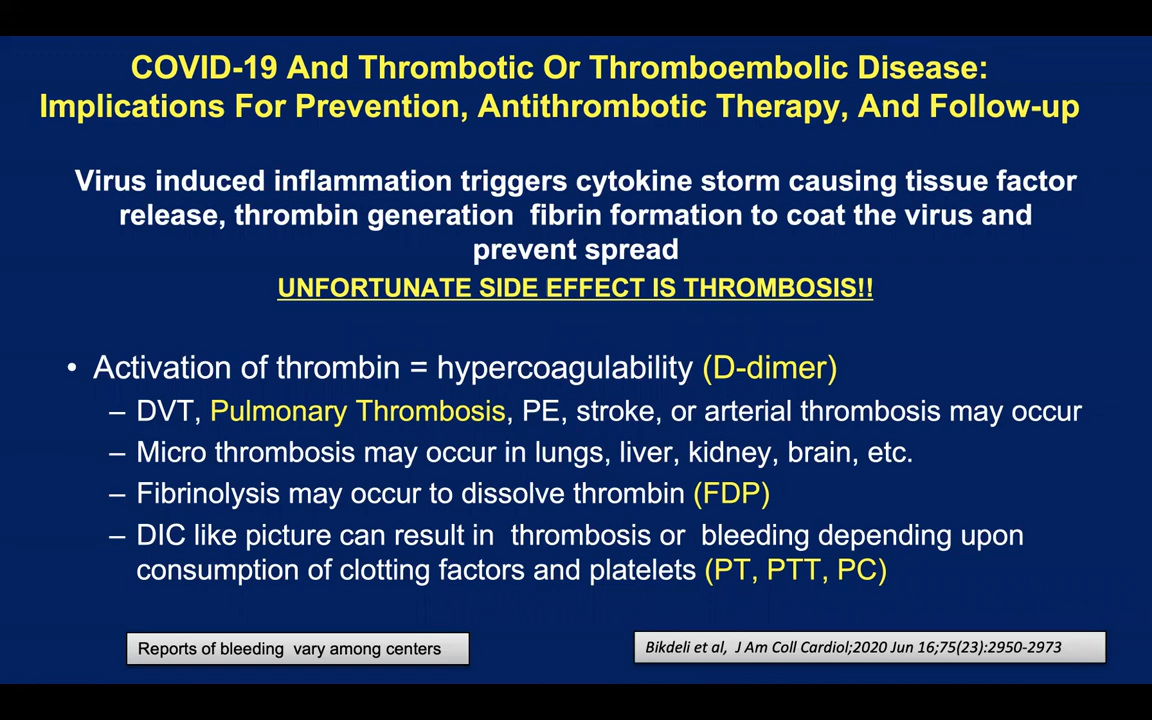 COVID-19 And Thrombotic Or Thromboembolic Disease:
Implications For Prevention, Antithrombotic Therapy, And Follow-up
Virus induced inflammation triggers cytokine storm causing tissue factor
release, thrombin generation  fibrin formation to coat the virus and
prevent spread
UNFORTUNATE SIDE EFFECT IS THROMBOSIS!!
• Activation of thrombin = hypercoagulability (D-dimer)
– DVT, Pulmonary Thrombosis, PE, stroke, or arterial thrombosis may occur
– Micro thrombosis may occur in lungs, liver, kidney, brain, etc.
– Fibrinolysis may occur to dissolve thrombin (FDP)
– DIC like picture can result in  thrombosis or  bleeding depending upon
consumption of clotting factors and platelets (PT, PTT, PC)
Reports of bleeding  vary among centers
Bikdeli et al,  J Am Coll Cardiol;2020 Jun 16;75(23):2950-2973